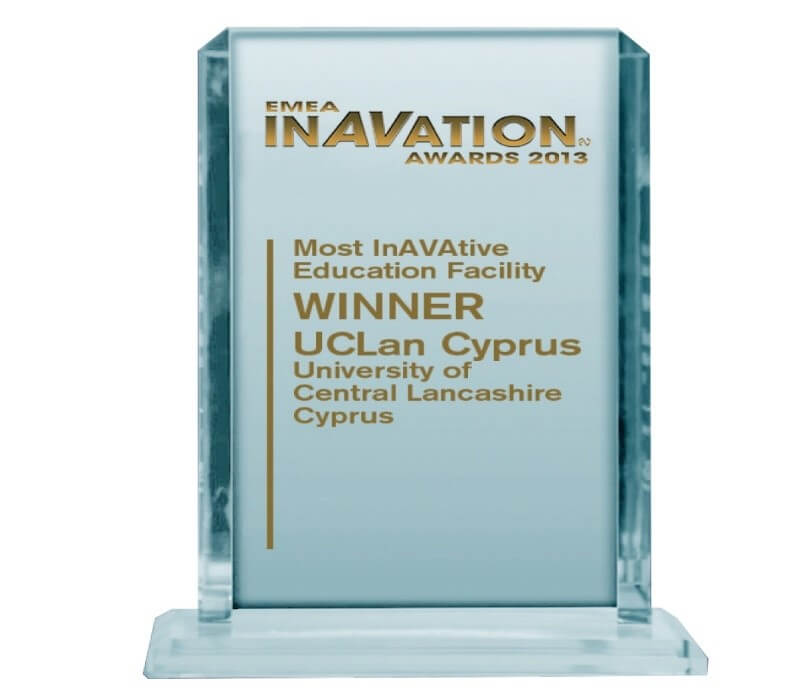 EMEA
INAVATION
AWARDS 2013
Most InAVAtive
Education Facility
WINNER
UCLan Cyprus
University of
Central Lancashire
Cyprus